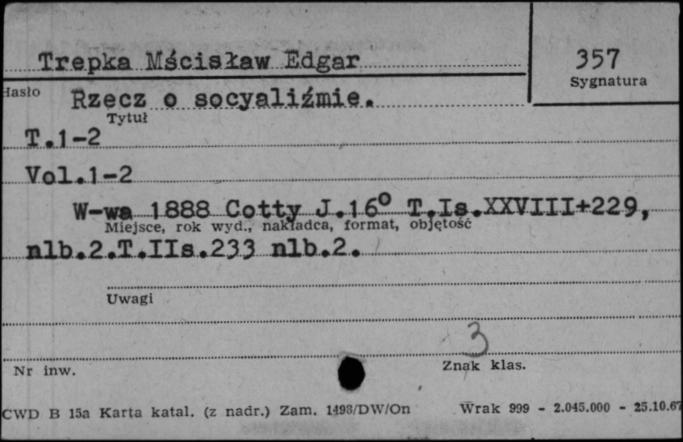 Trepka Mścisław Edgar
357
Sygnatura
Hasło
Rzecz o socyaliźmie.
Tytuł
T.1-2
Vol.1-2
W-wa 1888 Cotty J.16° T.Is.XXVIII+229,
Miejsce, rok wyd., nakładca, format, objętość
nlb.2.T.IIs.233 nlb.2.
Uwagi
3
Nr inw.
Znak klas.
CWD B 15a Karta katal. (z nadr.) Zam. 1493/DW/On
Wrak 999 - 2.045.000 - 25.10.67